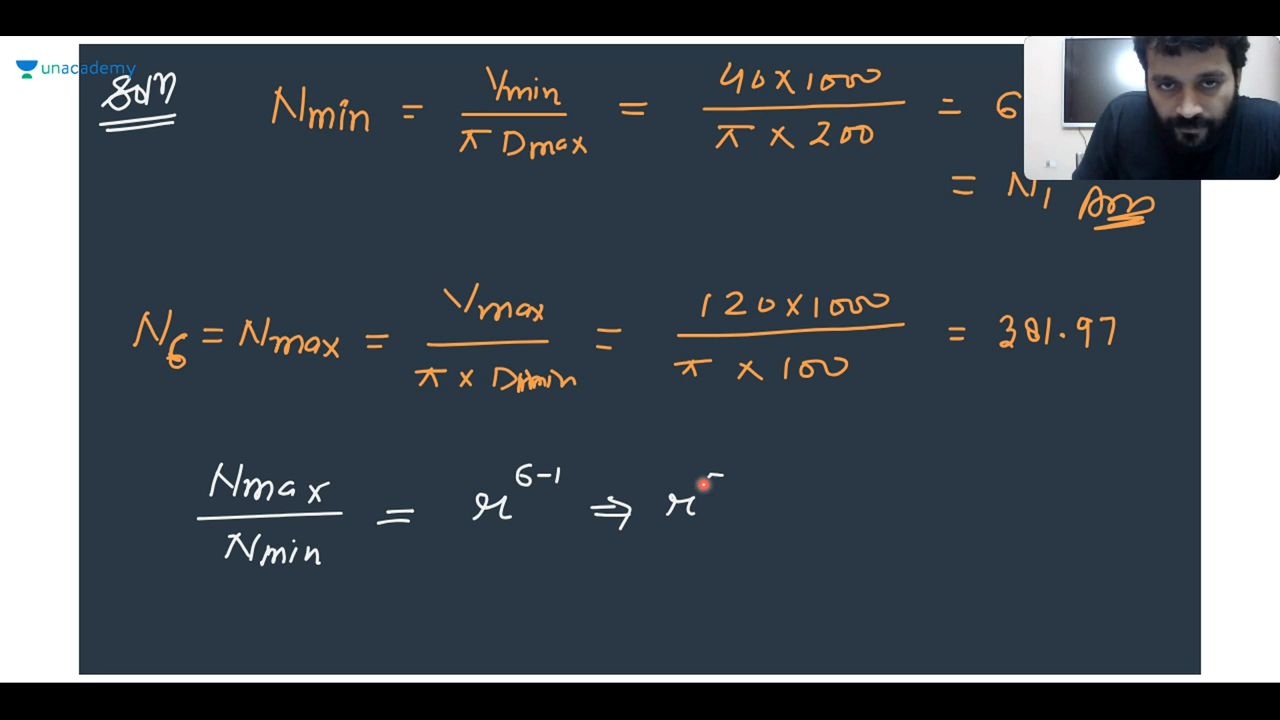 unacademy
Soln
Nmin = Vmin / π Dmax = 40 x 1000 / π x 200 = 6
= N1 Ans
N6 = Nmax = Vmax / π x Dmin = 120 x 1000 / π x 100 = 381.97
Nmax / Nmin = r^6-1 ⇒ r